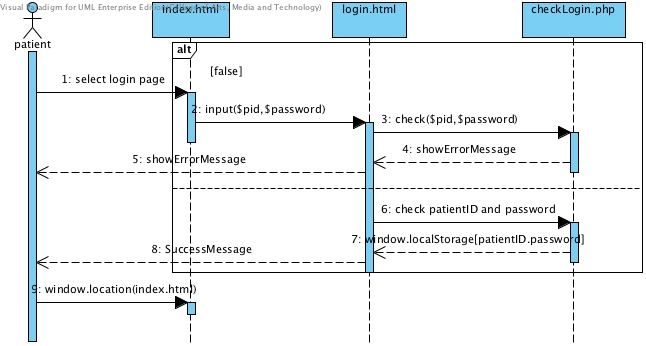 Visual Paradigm for UML Enterprise Edition Arts, Media and Technology)
index.html
login.html
checkLogin.php
patient
alt
[false]
1: select login page
2: input($pid,$password)
3: check($pid,$password)
4: showErrorMessage
5: showErrorMessage
6: check patientID and password
7: window.localStorage[patientID.password]
8: SuccessMessage
9: window.location(index.html)